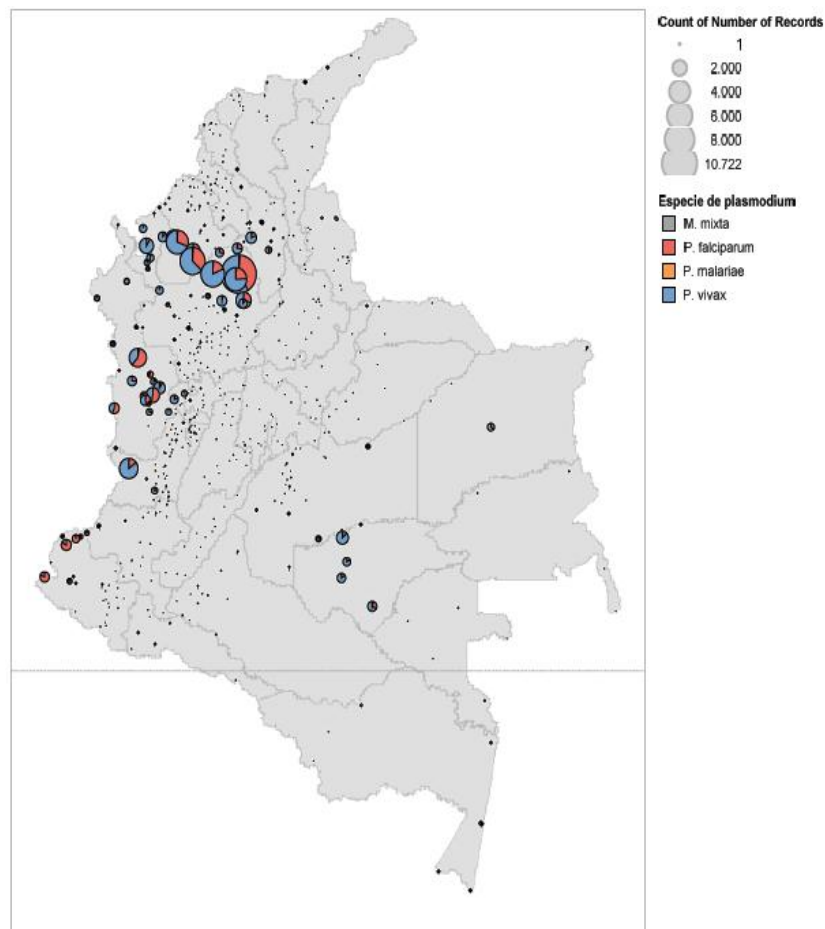 Count of Number of Records
1
2.000
4.000
6.000
8.000
10.722
Especie de plasmodium
M. mixta
P. falciparum
P. malariae
P. vivax